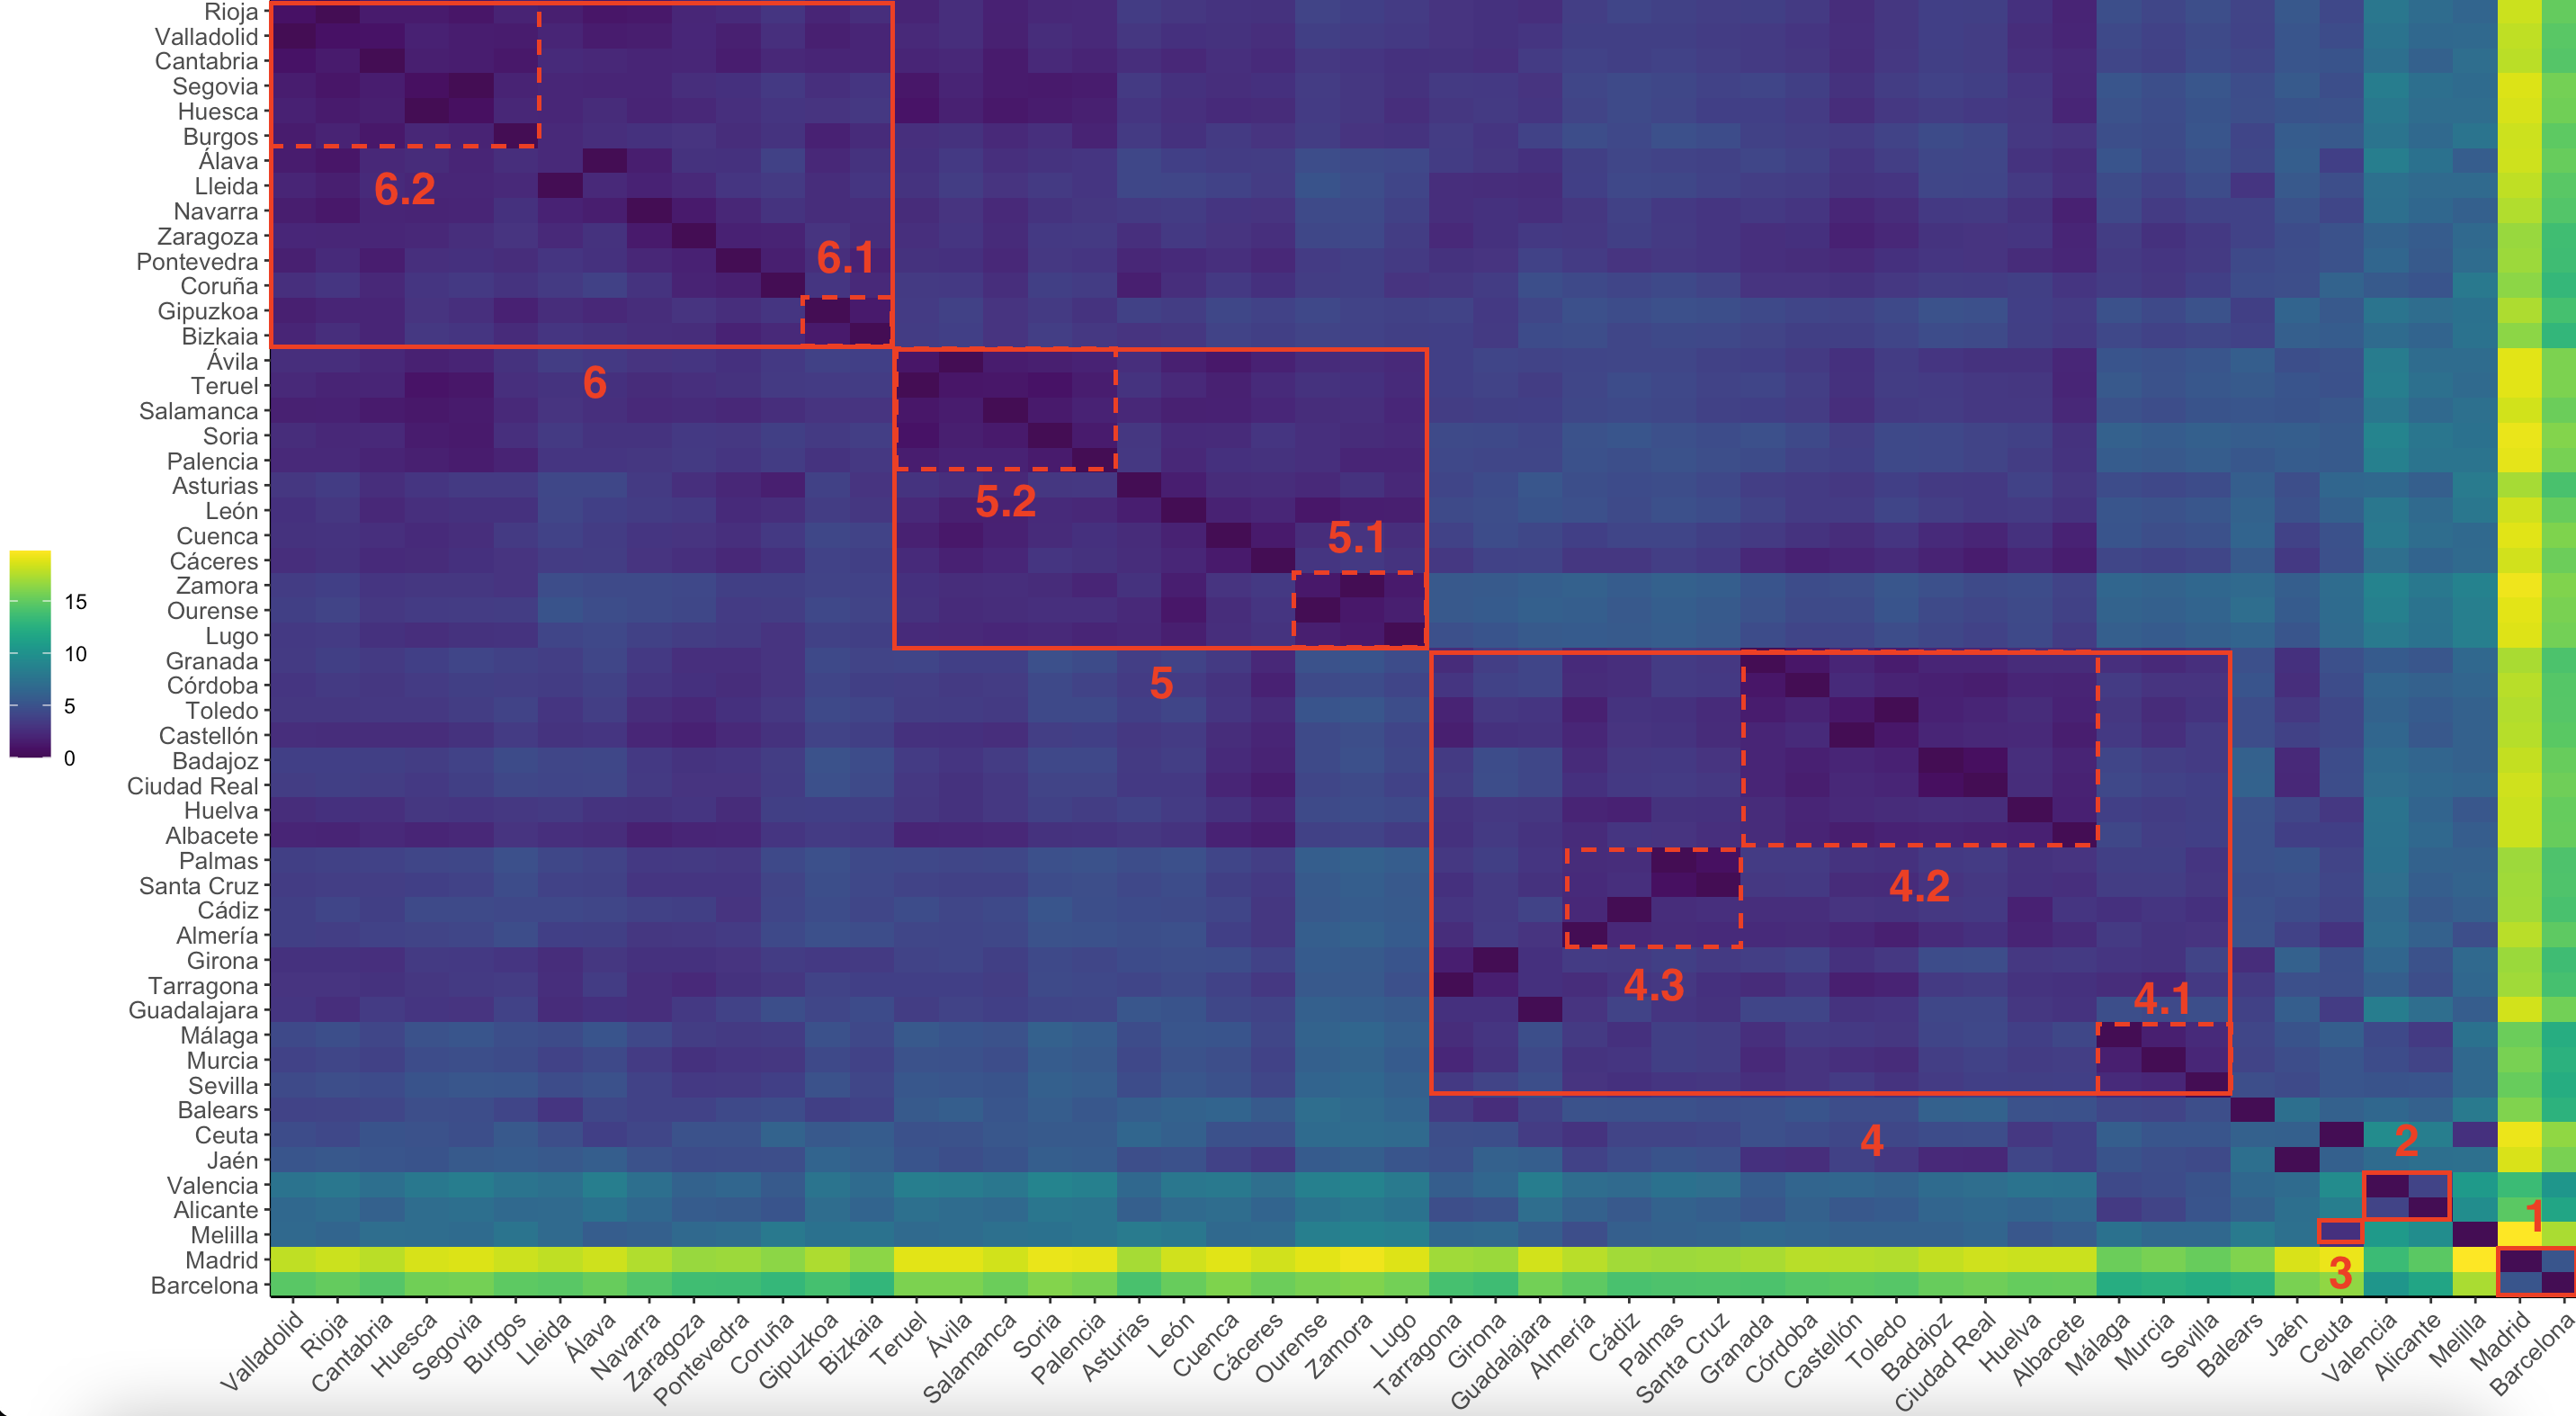 Rioja
Valladolid
Cantabria
Segovia
Huesca
Burgos
Álava
6.2
Lleida
Navarra
Zaragoza
6.1
Pontevedra
Coruña
Gipuzkoa
Bizkaia
Ávila
6
Teruel
Salamanca
Soria
Palencia
Asturias
5.2
León
Cuenca
5.1
Cáceres
Zamora
15
Ourense
Lugo
10
Granada
Córdoba
5
5
Toledo
Castellón
0
Badajoz
Ciudad Real
Huelva
Albacete
Palmas
Santa Cruz
4.2
Cádiz
Almería
Girona
Tarragona
4.3
Guadalajara
4.1
Málaga
Murcia
Sevilla
Balears
Ceuta
4
2
Jaén
Valencia
Alicante
1
Melilla
Madrid
3
Barcelona
Valladolid
Rioja
Cantabria
Huesca
Segovia
Burgos
Lleida
Álava
Navarra
Zaragoza
Pontevedra
Coruña
Gipuzkoa
Bizkaia
Teruel
Ávila
Salamanca
Soria
Palencia
Asturias
León
Cuenca
Cáceres
Ourense
Zamora
Lugo
Tarragona
Girona
Guadalajara
Almería
Cádiz
Palmas
Santa Cruz
Granada
Córdoba
Castellón
Toledo
Badajoz
Ciudad Real
Huelva
Albacete
Málaga
Murcia
Sevilla
Balears
Jaén
Ceuta
Valencia
Alicante
Melilla
Madrid
Barcelona